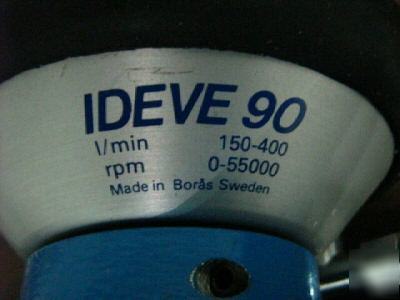 IDEVE 90
l/min 150-400
rpm 0-55000
Made in Borås Sweden